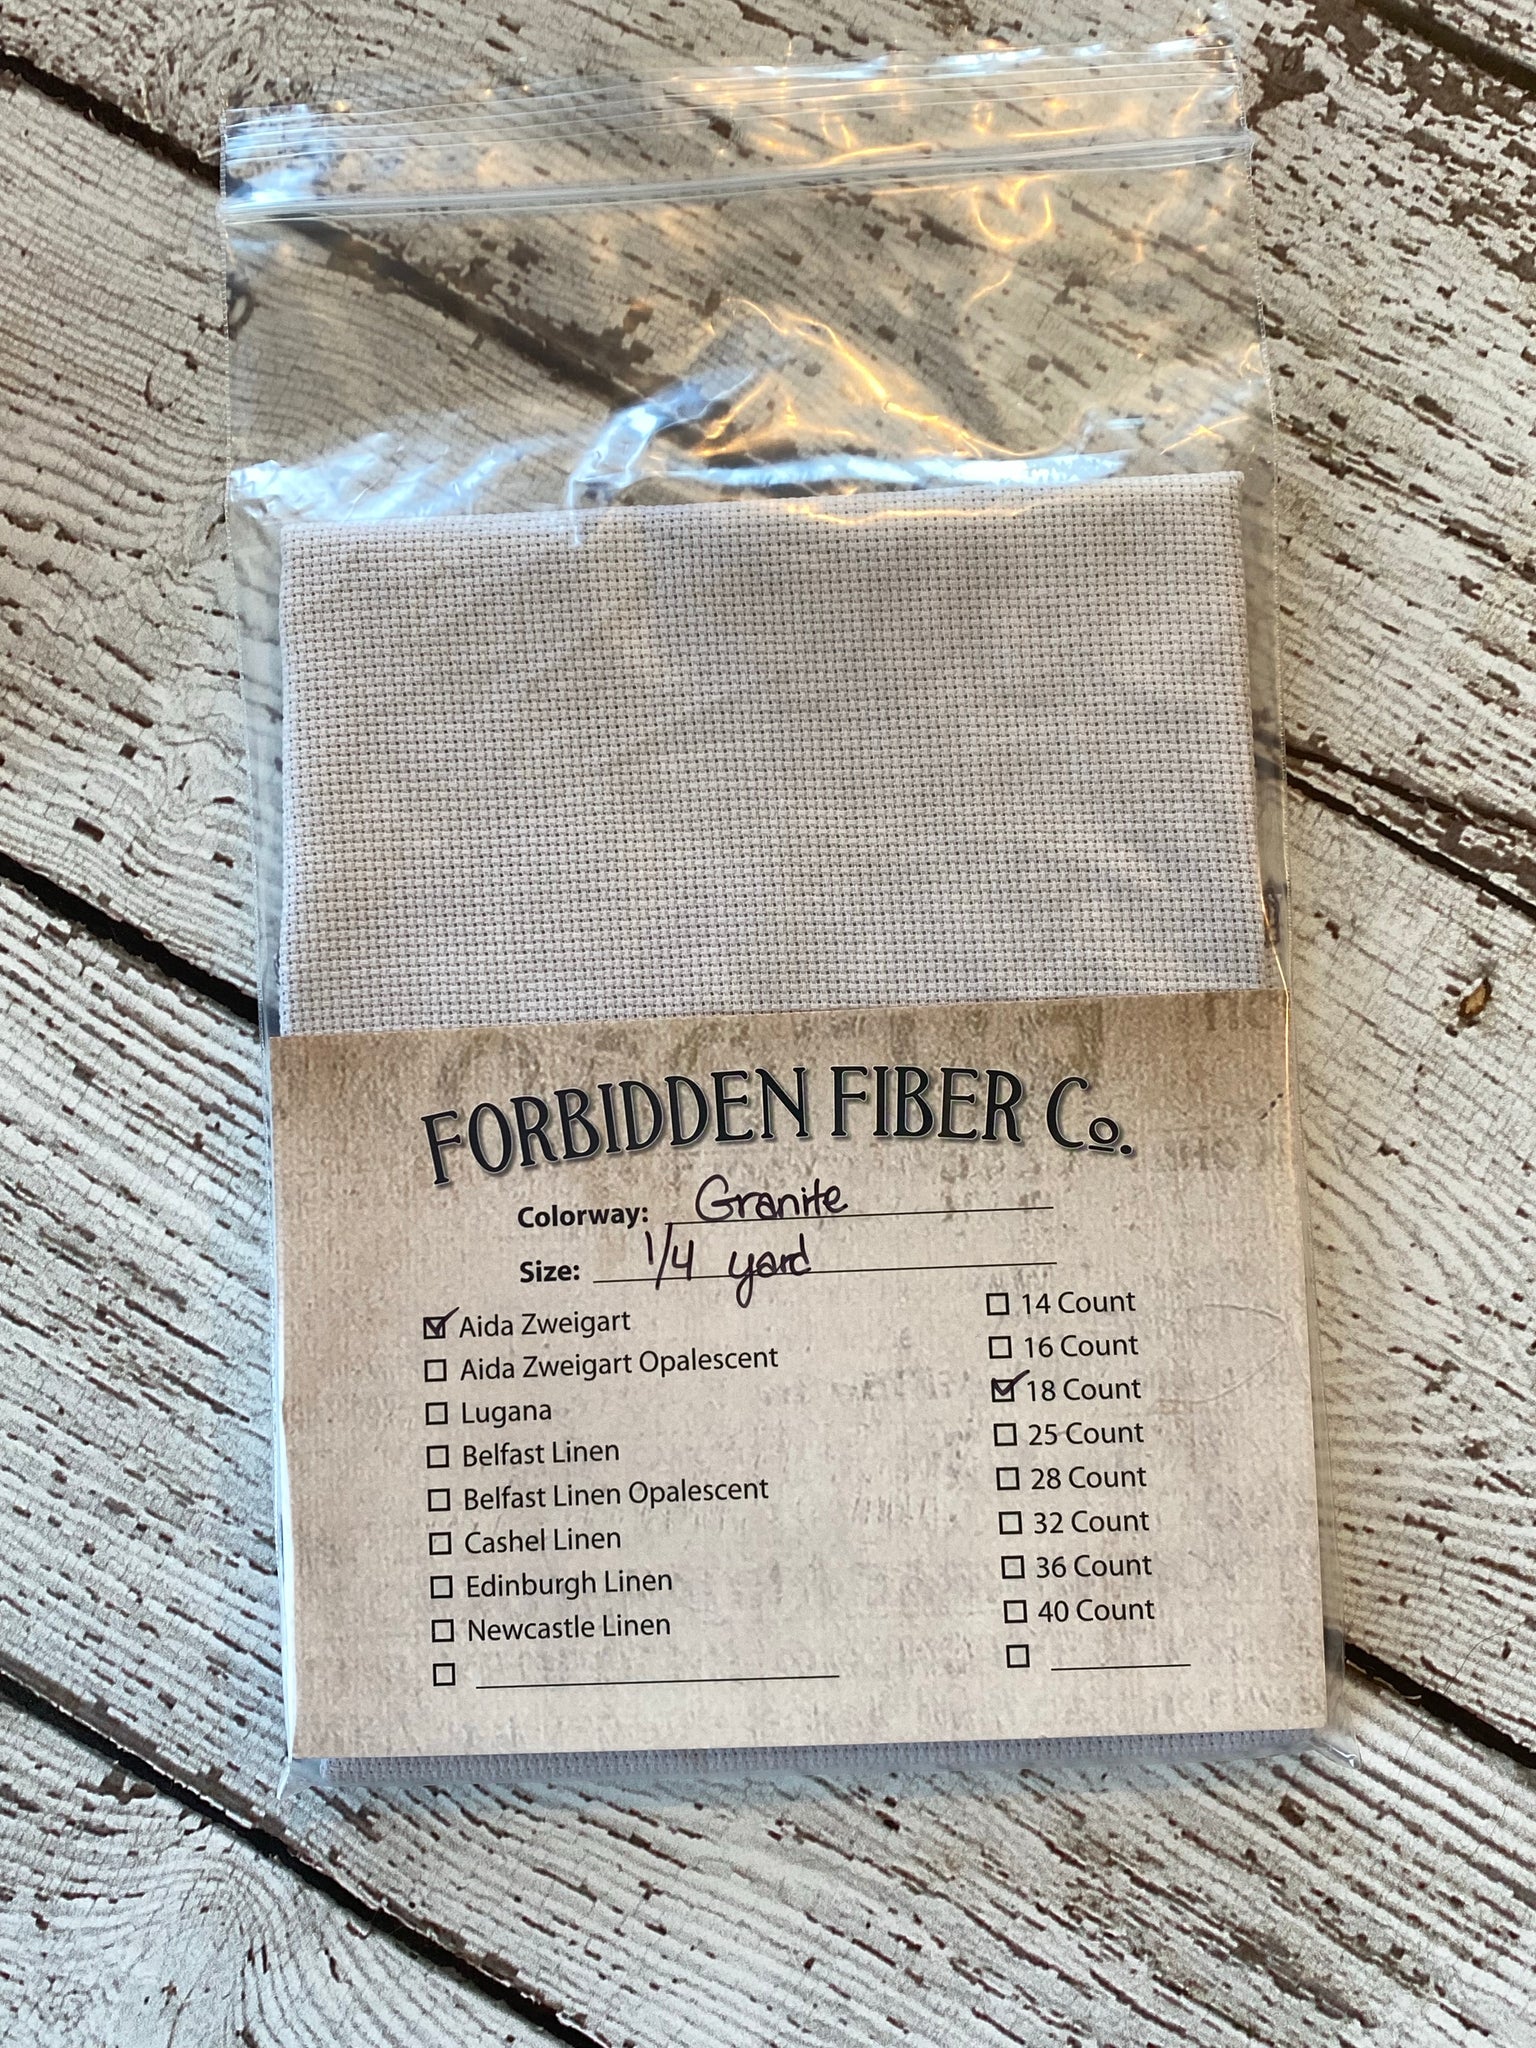 FORBIDDEN FIBER Co.
Colorway: Granite
Size: 1/4 yard
Aida Zweigart
Aida Zweigart Opalescent
Lugana
Belfast Linen
Belfast Linen Opalescent
Cashel Linen
Edinburgh Linen
Newcastle Linen
14 Count
16 Count
18 Count
25 Count
28 Count
32 Count
36 Count
40 Count